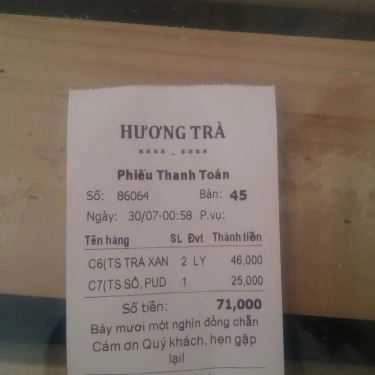 HƯƠNG TRÀ
**** - ****
Phiếu Thanh Toán
Số: 86064 Bàn: 45
Ngày: 30/07-00:58 P.vụ:
Tên hàng SL Đvt Thành tiền
C6(TS TRÀ XAN 2 LY 46,000
C7(TS SÔ, PUD 1 25,000
Số tiền: 71,000
Bảy mươi một nghìn đồng chẵn
Cám ơn Quý khách, hẹn gặp
lại!